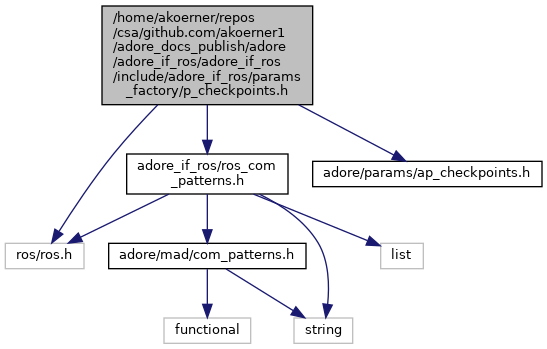 /home/akoerner/repos
/csa/github.com/akoerner1
/adore_docs_publish/adore
/adore_if_ros/adore_if_ros
/include/adore_if_ros/params
_factory/p_checkpoints.h
adore_if_ros/ros_com
_patterns.h
adore/params/ap_checkpoints.h
ros/ros.h
adore/mad/com_patterns.h
list
functional
string